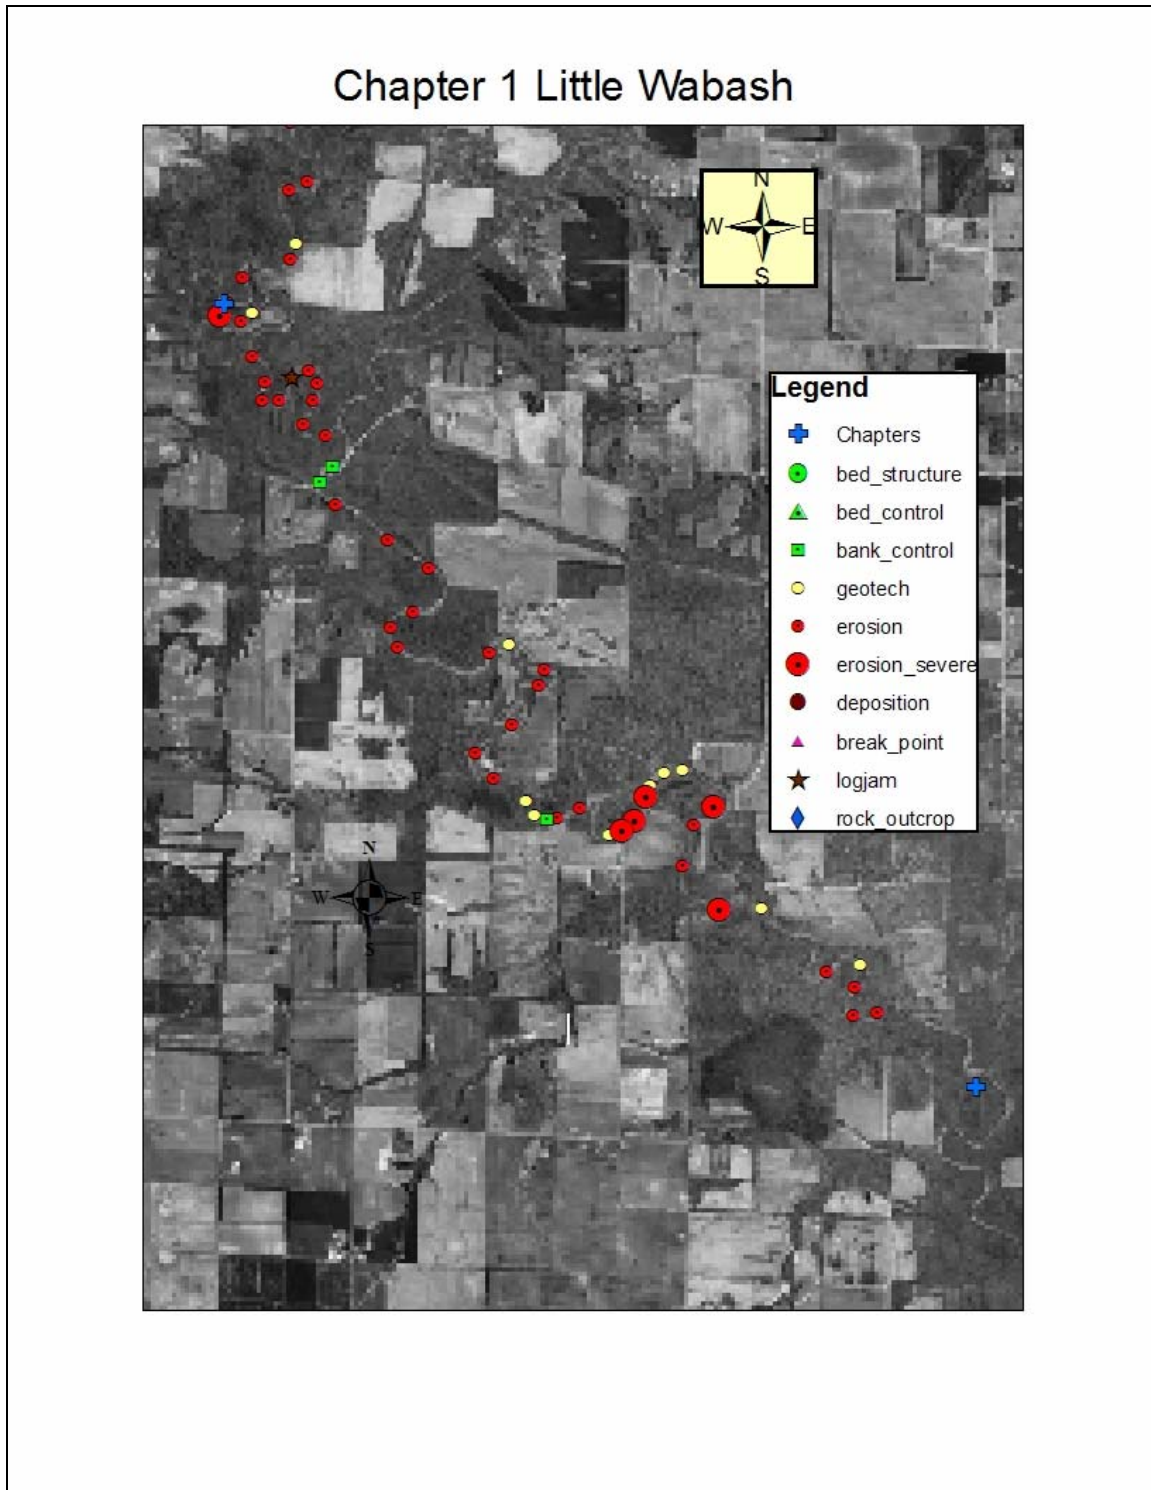 Chapter 1 Little Wabash
N
W E
S
Legend
Chapters
bed_structure
bed_control
bank_control
geotech
erosion
erosion_severe
deposition
break_point
logjam
rock_outcrop
N
W E
S